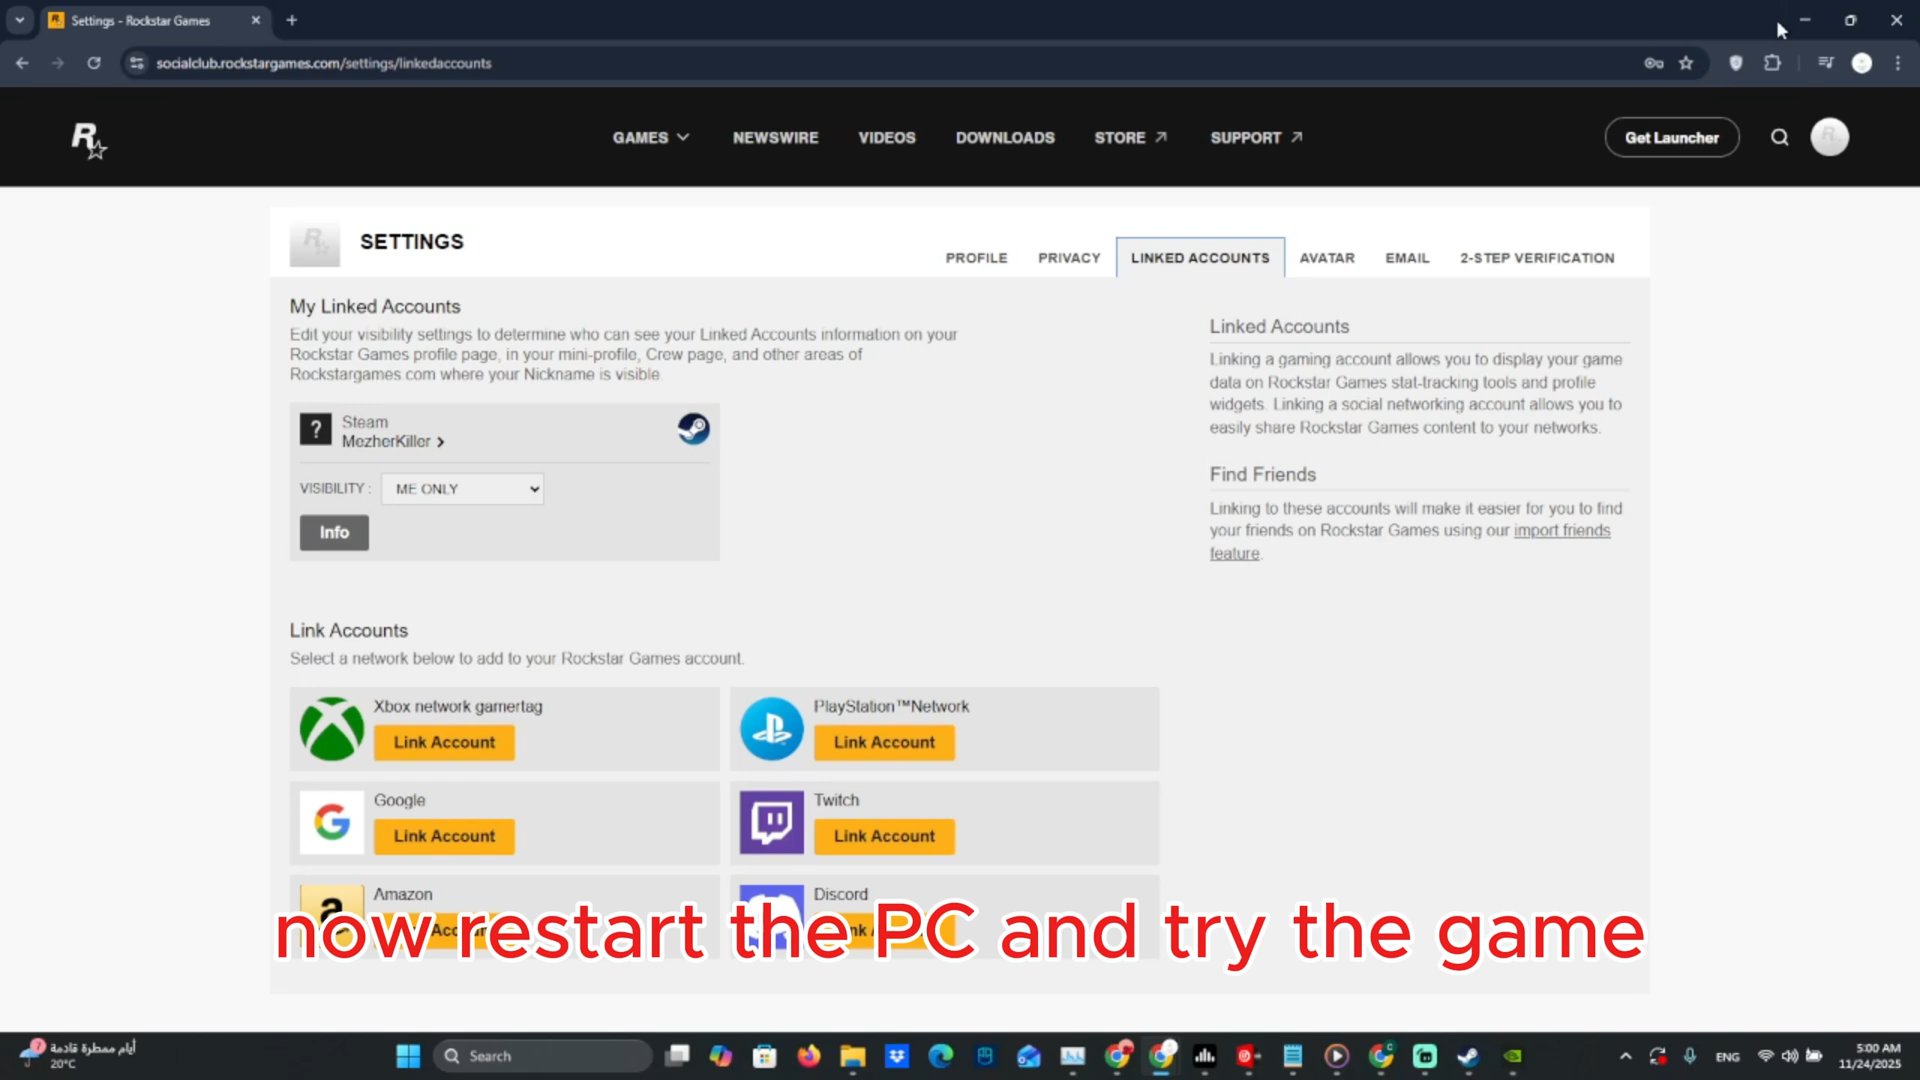 Settings - Rockstar Games
socialclub.rockstargames.com/settings/linkedaccounts
GAMES
NEWSWIRE
VIDEOS
DOWNLOADS
STORE
SUPPORT
Get Launcher
SETTINGS
PROFILE
PRIVACY
LINKED ACCOUNTS
AVATAR
EMAIL
2-STEP VERIFICATION
My Linked Accounts
Edit your visibility settings to determine who can see your Linked Accounts information on your
Rockstar Games profile page, in your mini-profile, Crew page, and other areas of
Rockstargames.com where your Nickname is visible.
Steam
MezherKiller
VISIBILITY :
ME ONLY
Info
Linked Accounts
Linking a gaming account allows you to display your game
data on Rockstar Games stat-tracking tools and profile
widgets. Linking a social networking account allows you to
easily share Rockstar Games content to your networks.
Find Friends
Linking to these accounts will make it easier for you to find
your friends on Rockstar Games using our import friends
feature.
Link Accounts
Select a network below to add to your Rockstar Games account.
Xbox network gamertag
Link Account
PlayStation™Network
Link Account
Google
Link Account
Twitch
Link Account
Amazon
Discord
now restart the PC and try the game
أيام ممطرة قادمة
20°C
Search
ENG
5:00 AM
11/24/2025